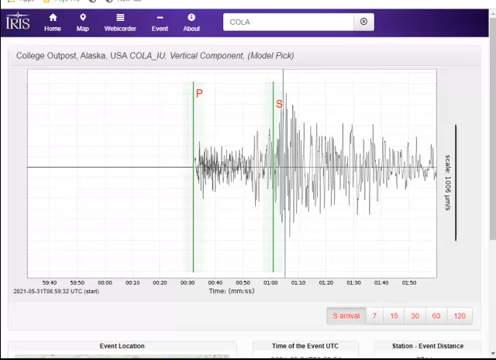 IRIS
Home
Map
Webicorder
Event
About
COLA
College Outpost, Alaska, USA COLA_IU, Vertical Component, (Model Pick)
P
S
scale: 1006 μm/s
59:40 59:50 00:00 00:10 00:20 00:30 00:40 00:50 01:00 01:10 01:20 01:30 01:40 01:50
2021-05-31T08:59:32 UTC (start)
Time: (mm:ss)
S arrival 7 15 30 60 120
Event Location
Time of the Event UTC
Station - Event Distance